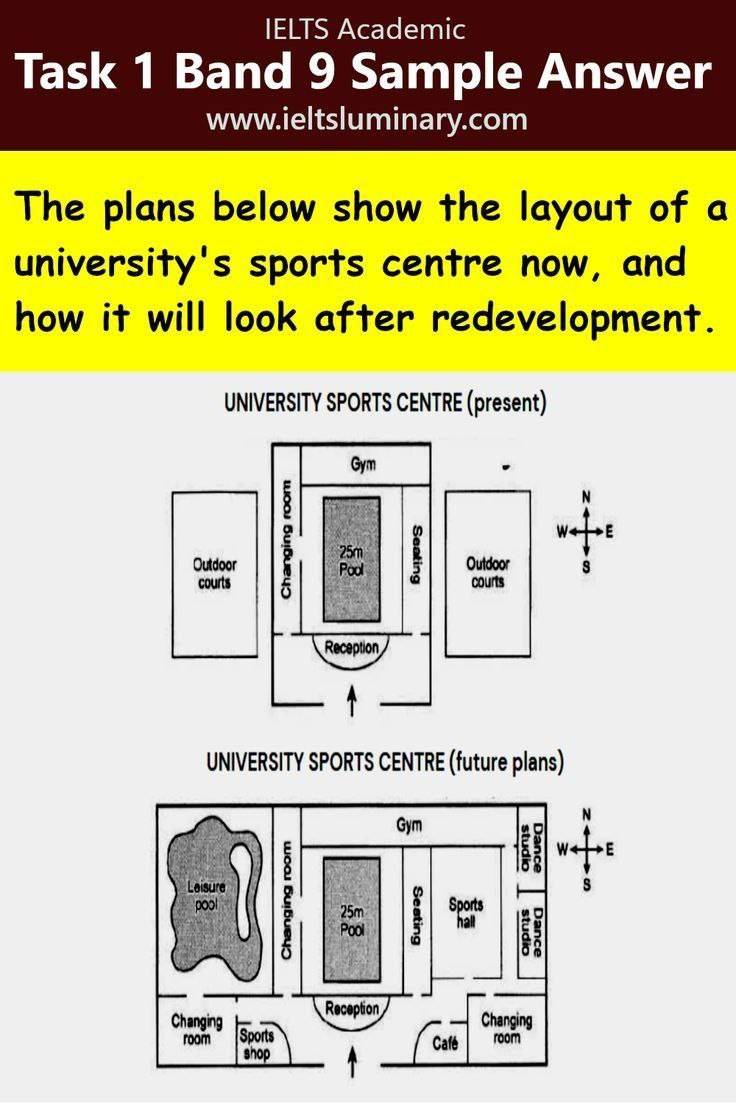 IELTS Academic
Task 1 Band 9 Sample Answer
www.ieltsluminary.com
The plans below show the layout of a
university's sports centre now, and
how it will look after redevelopment.
UNIVERSITY SPORTS CENTRE (present)
Gym
Changing room
25m
Pool
Seating
Outdoor
courts
Outdoor
courts
Reception
N
W E
S
UNIVERSITY SPORTS CENTRE (future plans)
Gym
Leisure
pool
Changing room
25m
Pool
Seating
Sports
hall
Dance
studio
Dance
studio
N
W E
S
Reception
Changing
room
Sports
shop
Café
Changing
room